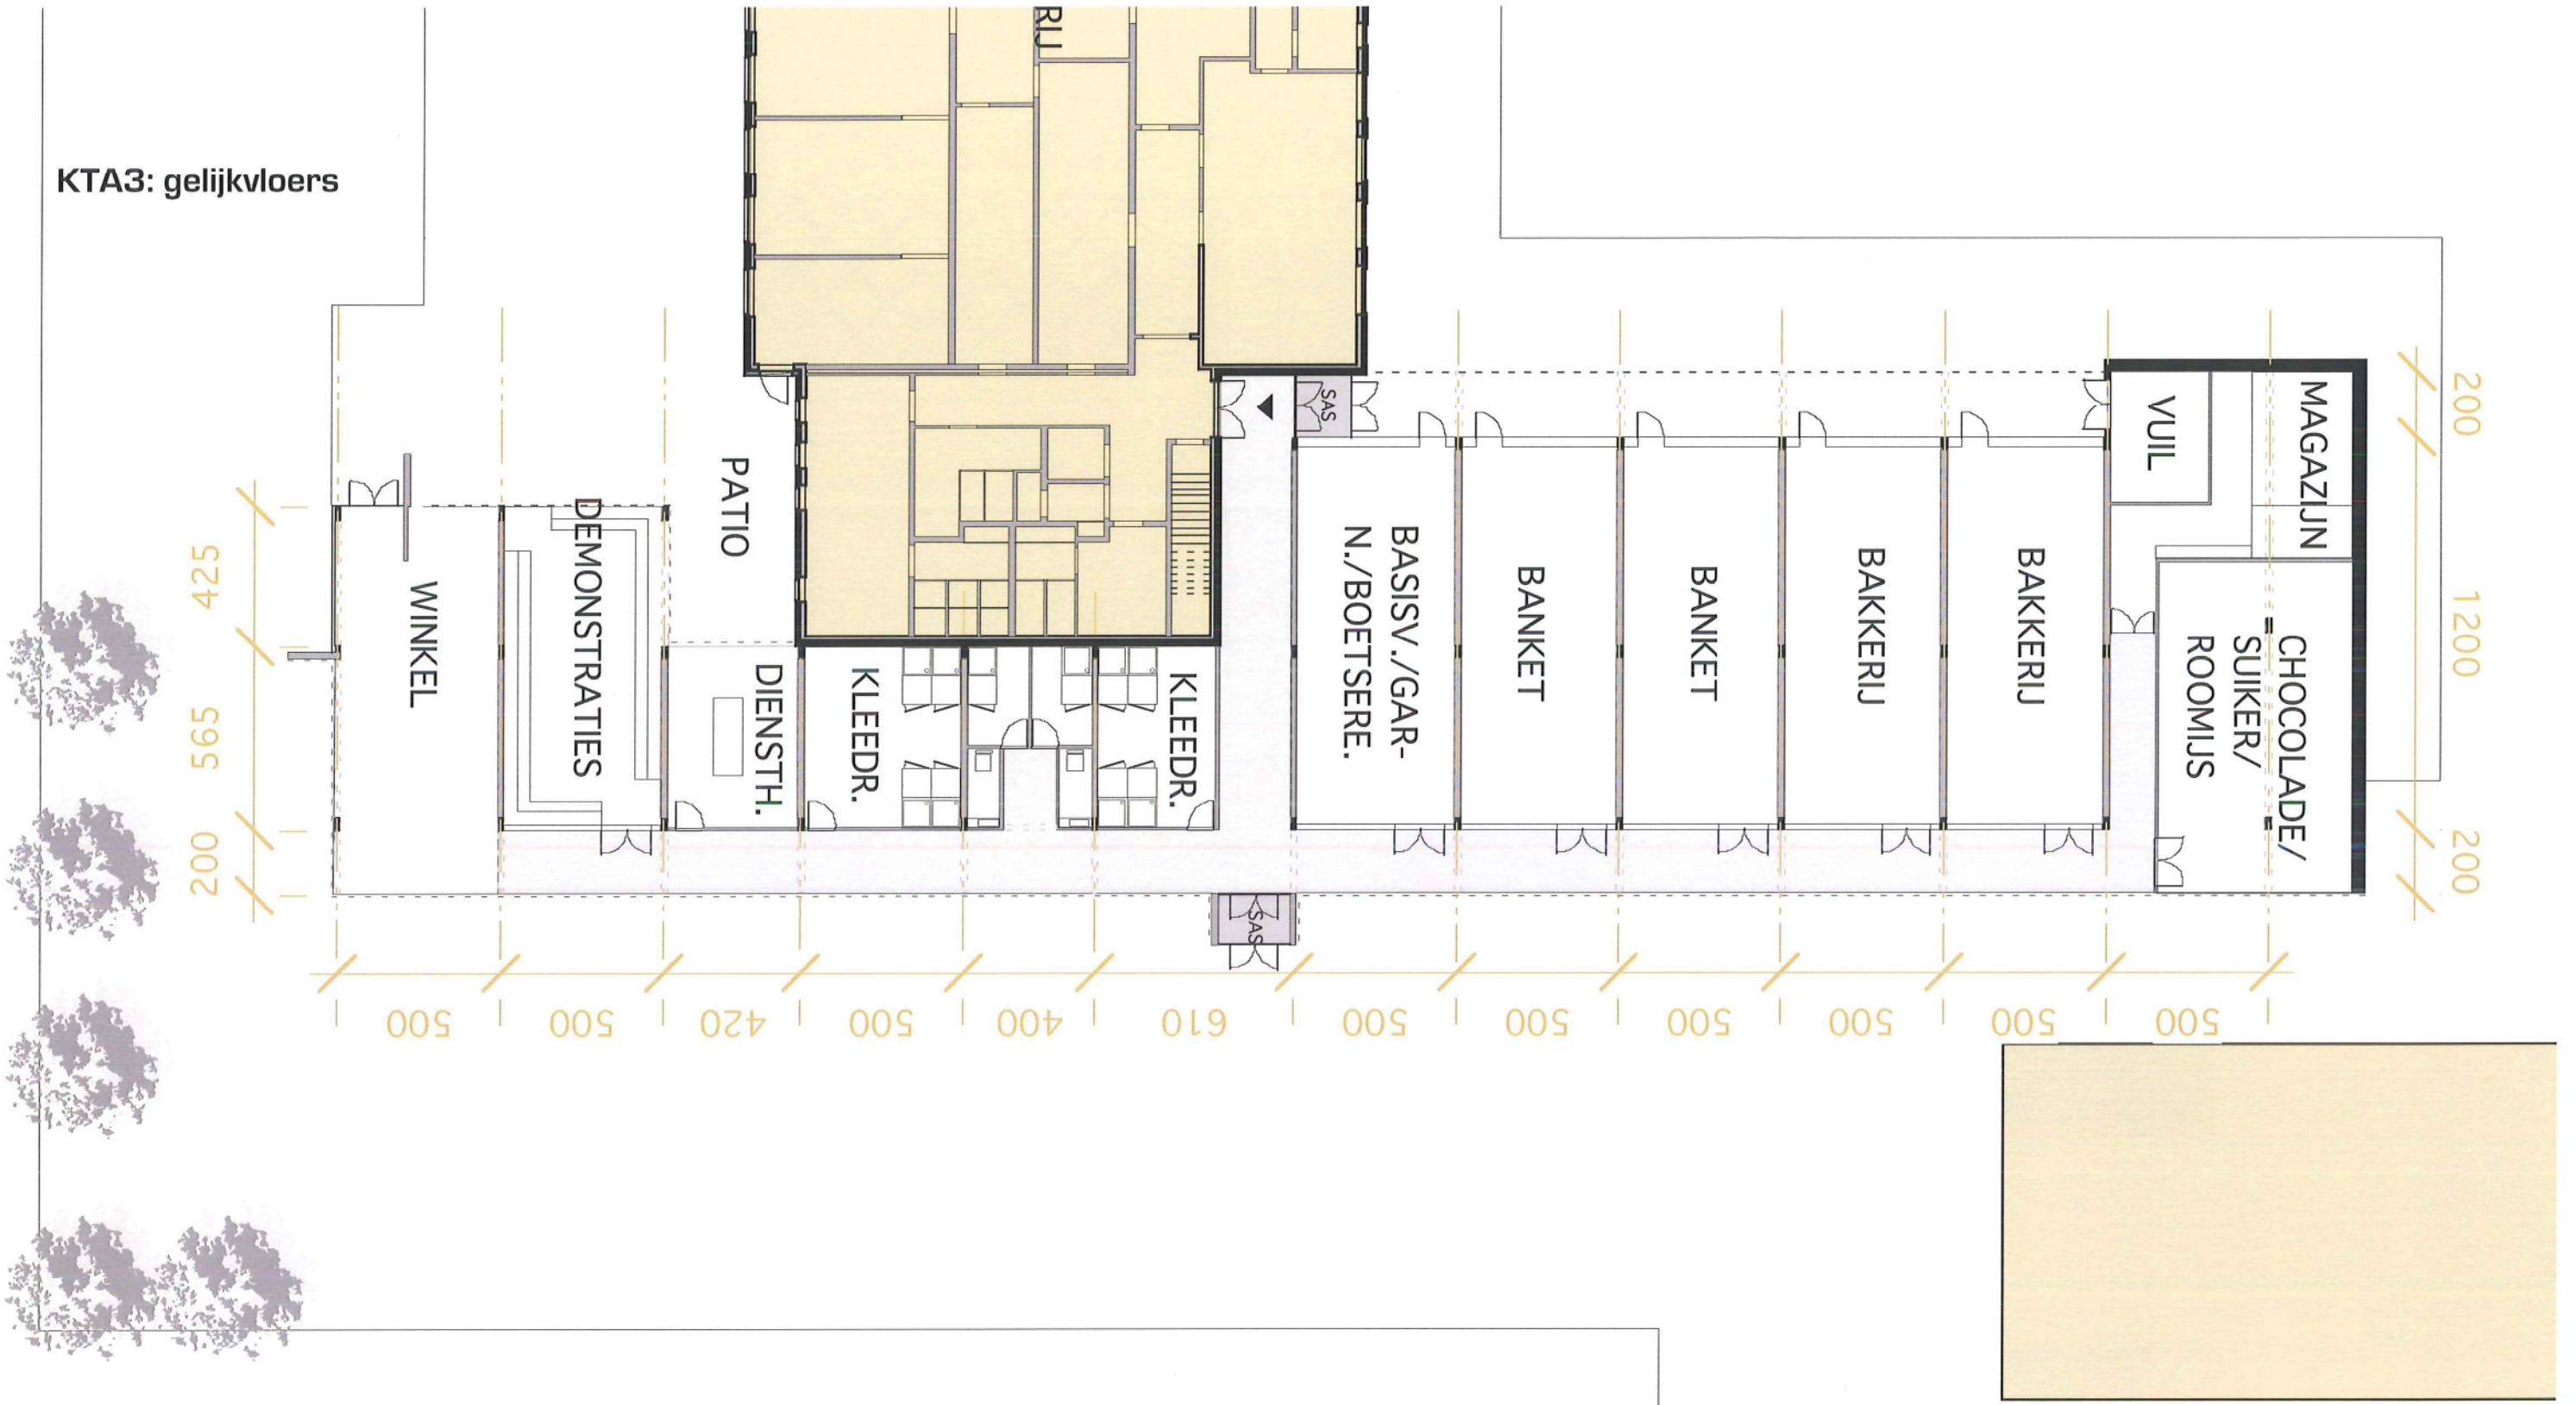 RIJ
KTA3: gelijkvloers
PATIO
WINKEL
DEMONSTRATIES
DIENSTH.
KLEEDR.
KLEEDR.
SAS
SAS
BASISV./GAR-
N./BOETSERE.
BANKET
BANKET
BAKKERIJ
BAKKERIJ
VUIL
MAGAZIJN
CHOCOLADE/
SUIKER/
ROOMIJS
4225
5695
200
200
1200
200
500
500
420
500
400
610
500
500
500
500
500
500